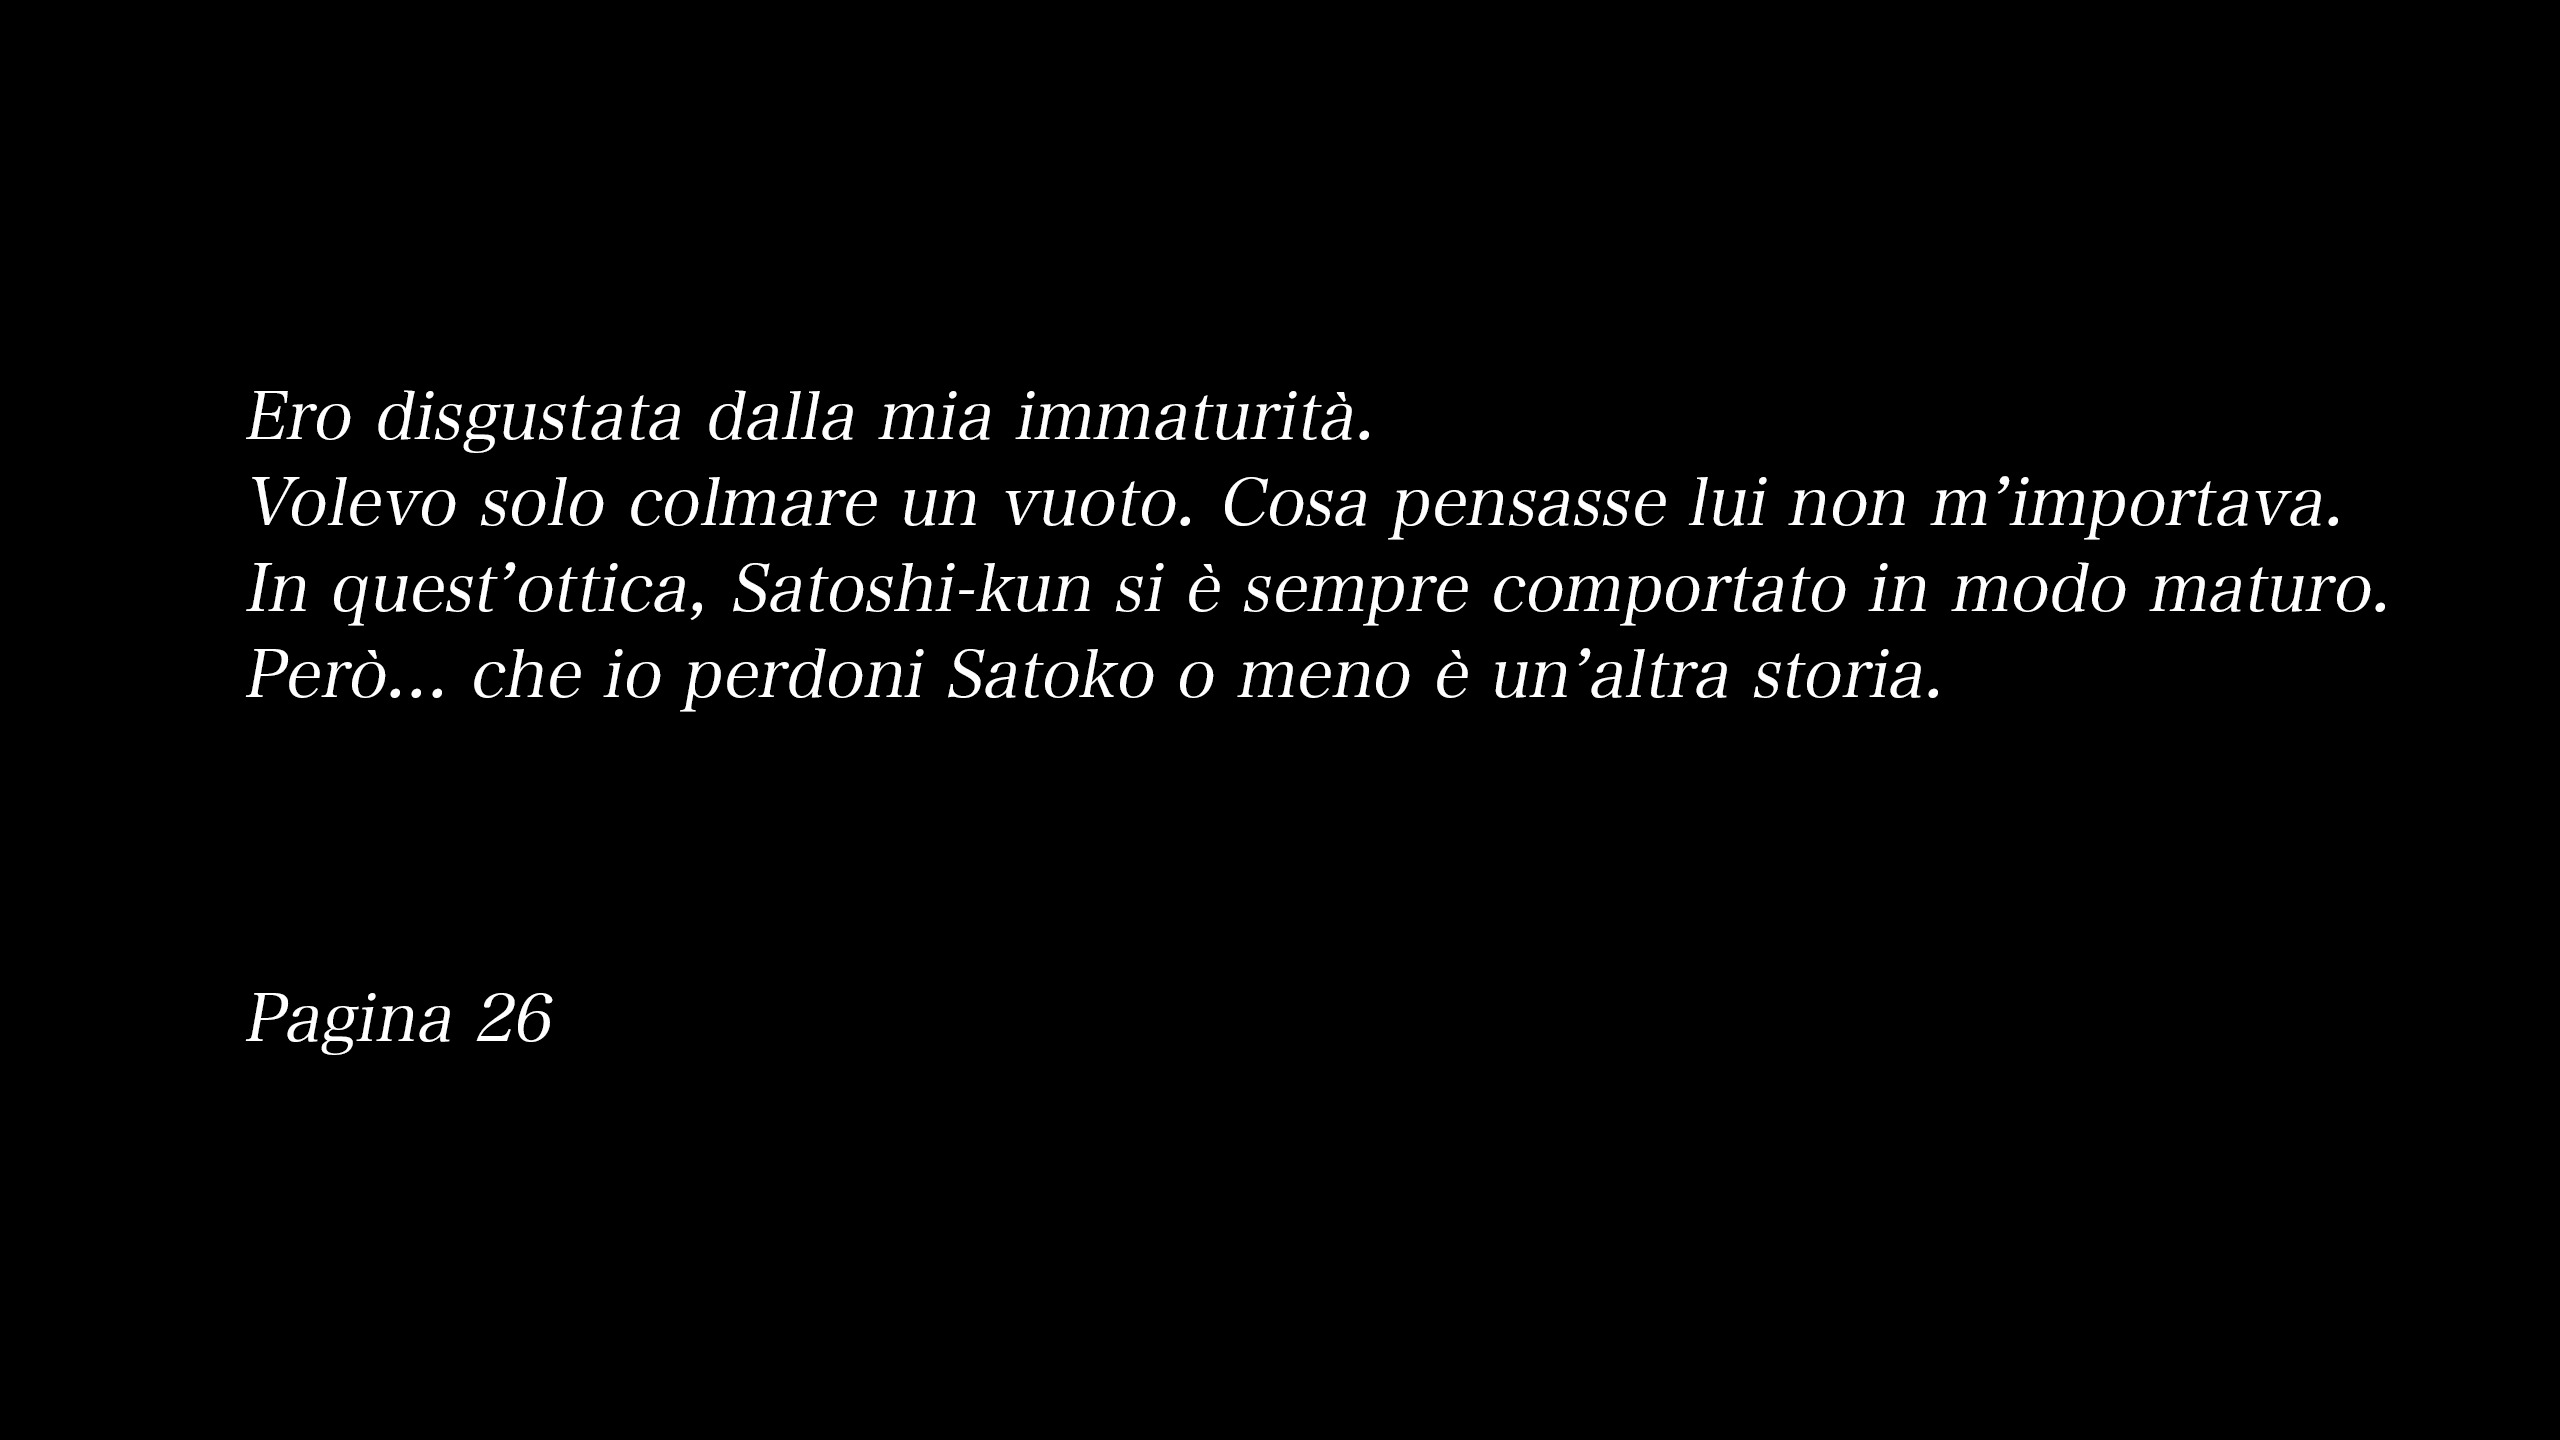 Ero disgustata dalla mia immaturità.
Volevo solo colmare un vuoto. Cosa pensasse lui non m’importava.
In quest’ottica, Satoshi-kun si è sempre comportato in modo maturo.
Però... che io perdoni Satoko o meno è un’altra storia.
Pagina 26